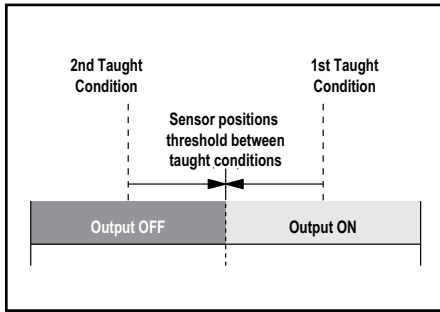 2nd Taught
Condition
1st Taught
Condition
Sensor positions
threshold between
taught conditions
Output OFF
Output ON